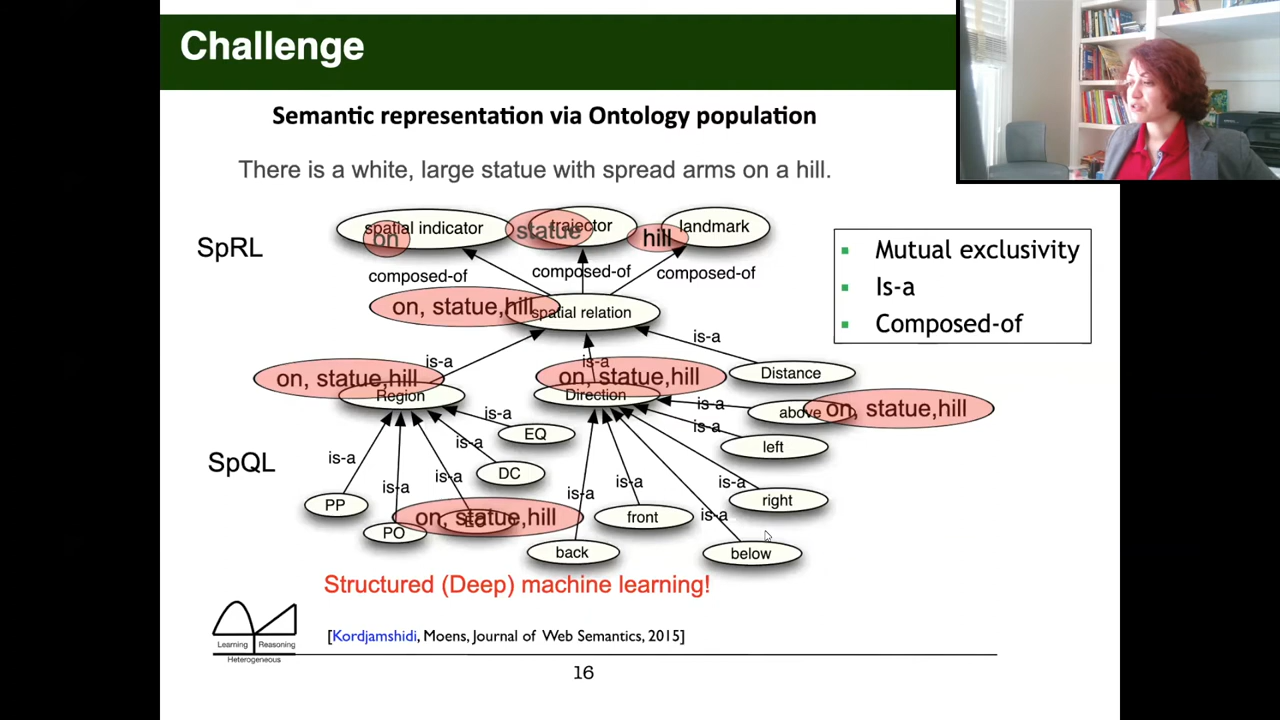 Challenge
Semantic representation via Ontology population
There is a white, large statue with spread arms on a hill.
SpRL
spatial indicator
on
trajector
statue
landmark
hill
composed-of
composed-of
composed-of
on, statue,hill
spatial relation
is-a
is-a
is-a
on, statue,hill
Region
on, statue,hill
Direction
Distance
is-a
above
on, statue,hill
is-a
EQ
is-a
left
SpQL
is-a
is-a
DC
is-a
is-a
is-a
is-a
is-a
right
PP
PO
on, statue,hill
EC
front
is-a
back
below
Mutual exclusivity
Is-a
Composed-of
Structured (Deep) machine learning!
Learning
Reasoning
Heterogeneous
[Kordjamshidi, Moens, Journal of Web Semantics, 2015]
16